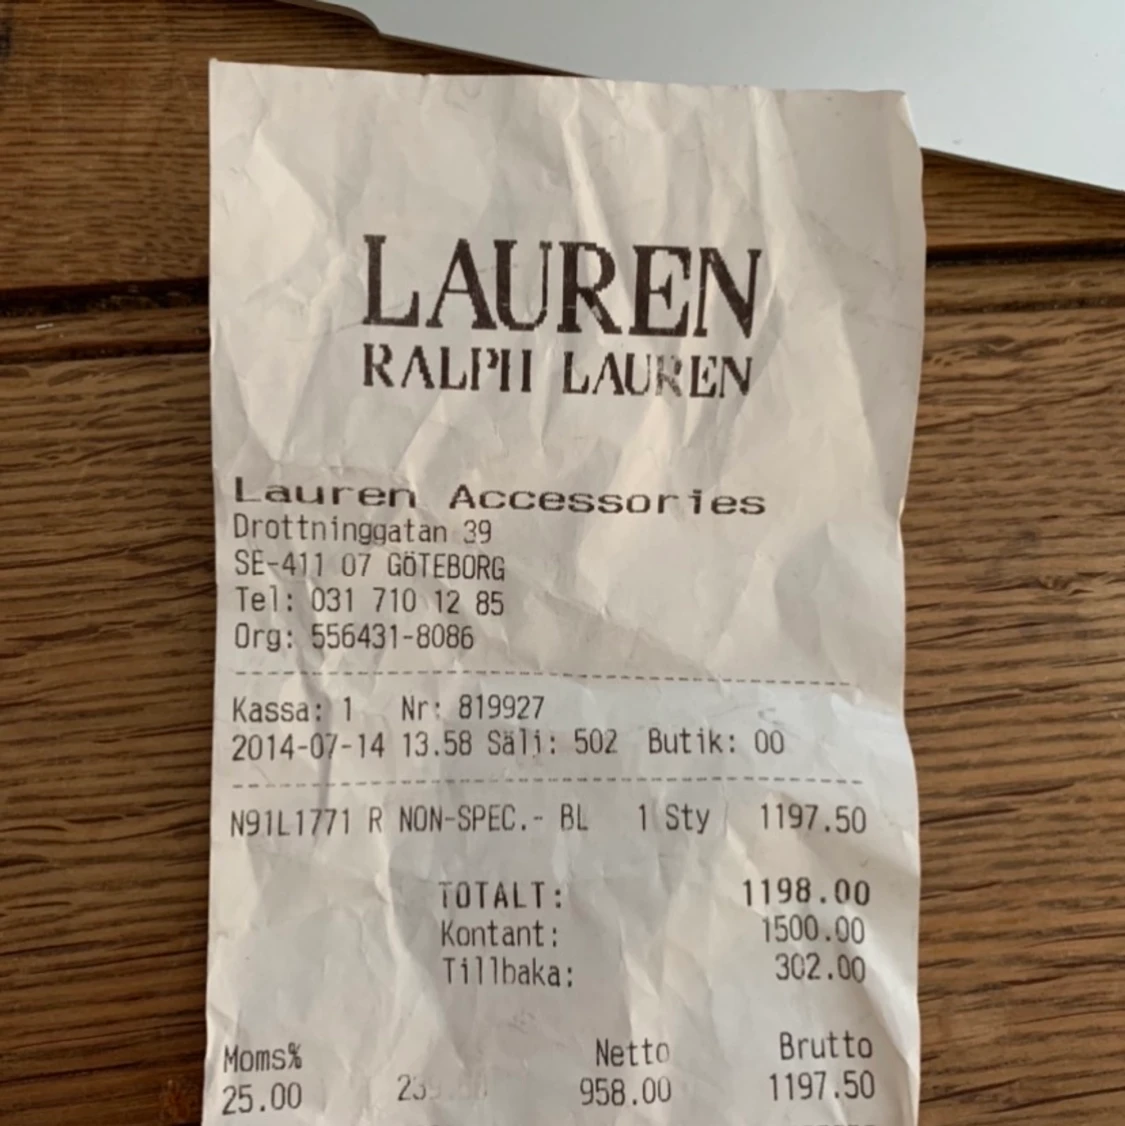 LAUREN
RALPH LAUREN
Lauren Accessories
Drottninggatan 39
SE-411 07 GöTEBORG
Tel: 031 710 12 85
Org: 556431-8086
Kassa: 1 Nr: 819927
2014-07-14 13.58 Sälj: 502 Butik: 00
N91L1771 R NON-SPEC.- BL 1 Sty 1197.50
TOTALT: 1198.00
Kontant: 1500.00
Tillbaka: 302.00
Moms% Netto Brutto
25.00 958.00 1197.50